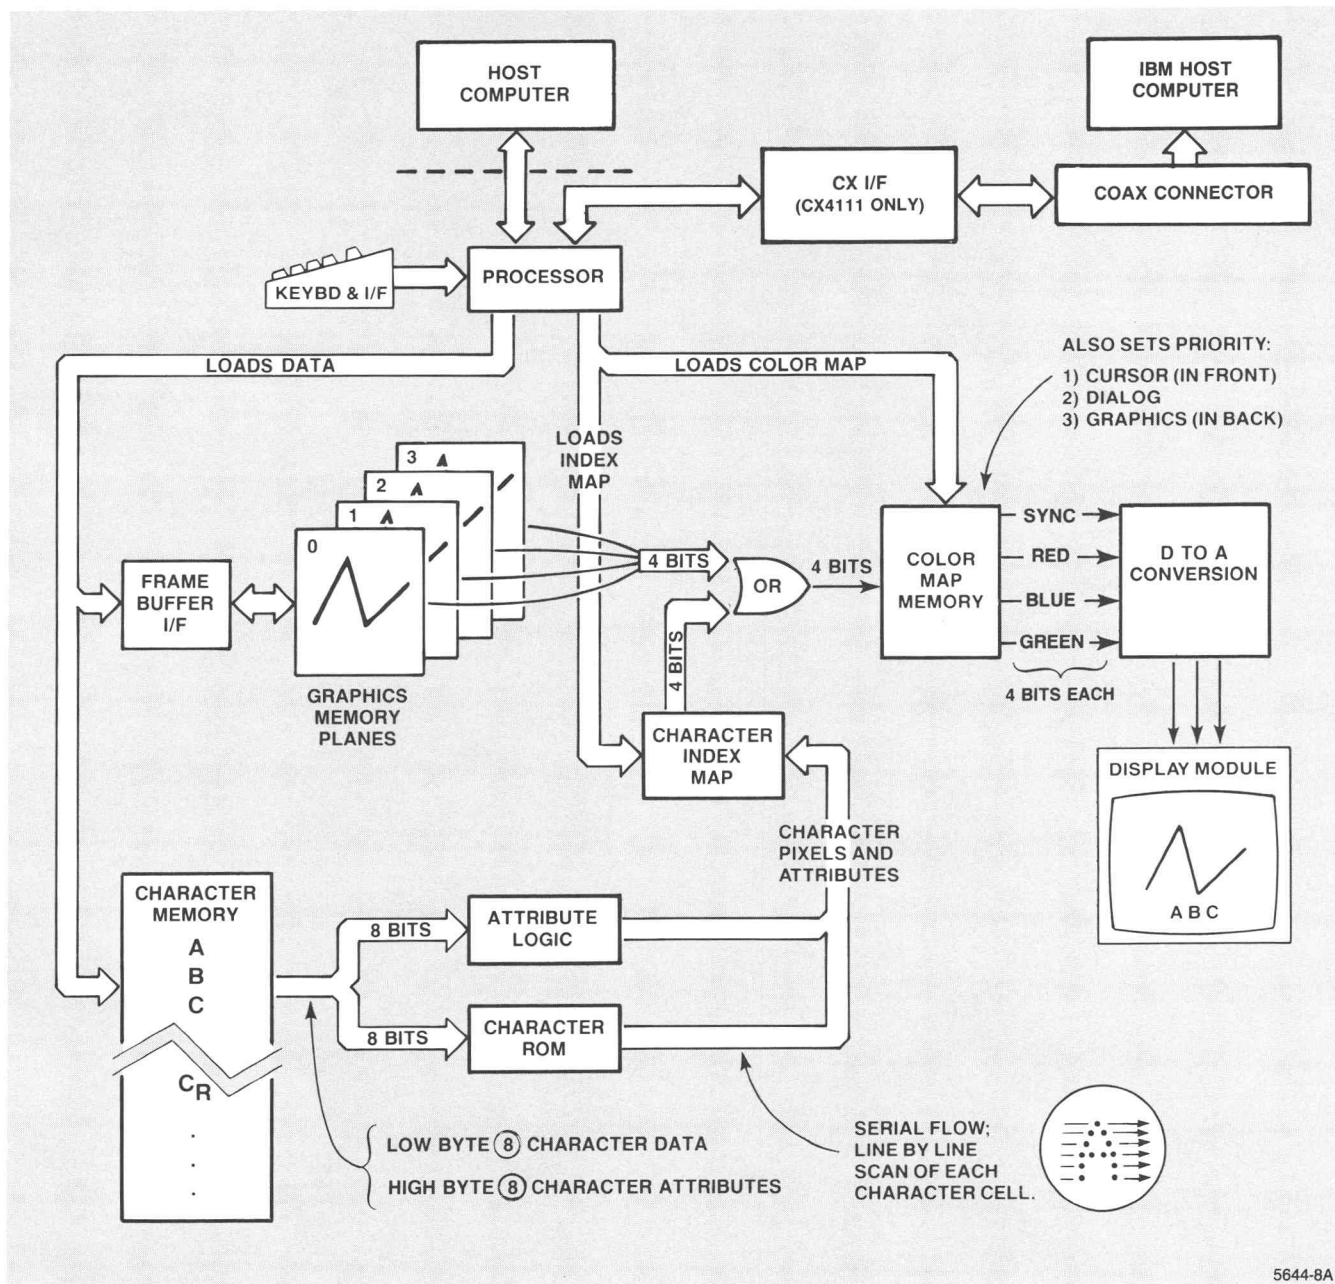 HOST
COMPUTER
IBM HOST
COMPUTER
CX I/F
(CX4111 ONLY)
COAX CONNECTOR
KEYBD & I/F
PROCESSOR
LOADS DATA
LOADS COLOR MAP
ALSO SETS PRIORITY:
1) CURSOR (IN FRONT)
2) DIALOG
3) GRAPHICS (IN BACK)
LOADS
INDEX
MAP
3
2
1
0
FRAME
BUFFER
I/F
GRAPHICS
MEMORY
PLANES
4 BITS
OR
4 BITS
4 BITS
COLOR
MAP
MEMORY
SYNC
RED
BLUE
GREEN
4 BITS EACH
D TO A
CONVERSION
CHARACTER
INDEX
MAP
DISPLAY MODULE
A B C
CHARACTER
PIXELS AND
ATTRIBUTES
CHARACTER
MEMORY
A
B
C
CR
.
.
.
8 BITS
ATTRIBUTE
LOGIC
8 BITS
CHARACTER
ROM
LOW BYTE 8 CHARACTER DATA
HIGH BYTE 8 CHARACTER ATTRIBUTES
SERIAL FLOW;
LINE BY LINE
SCAN OF EACH
CHARACTER CELL.
5644-8A